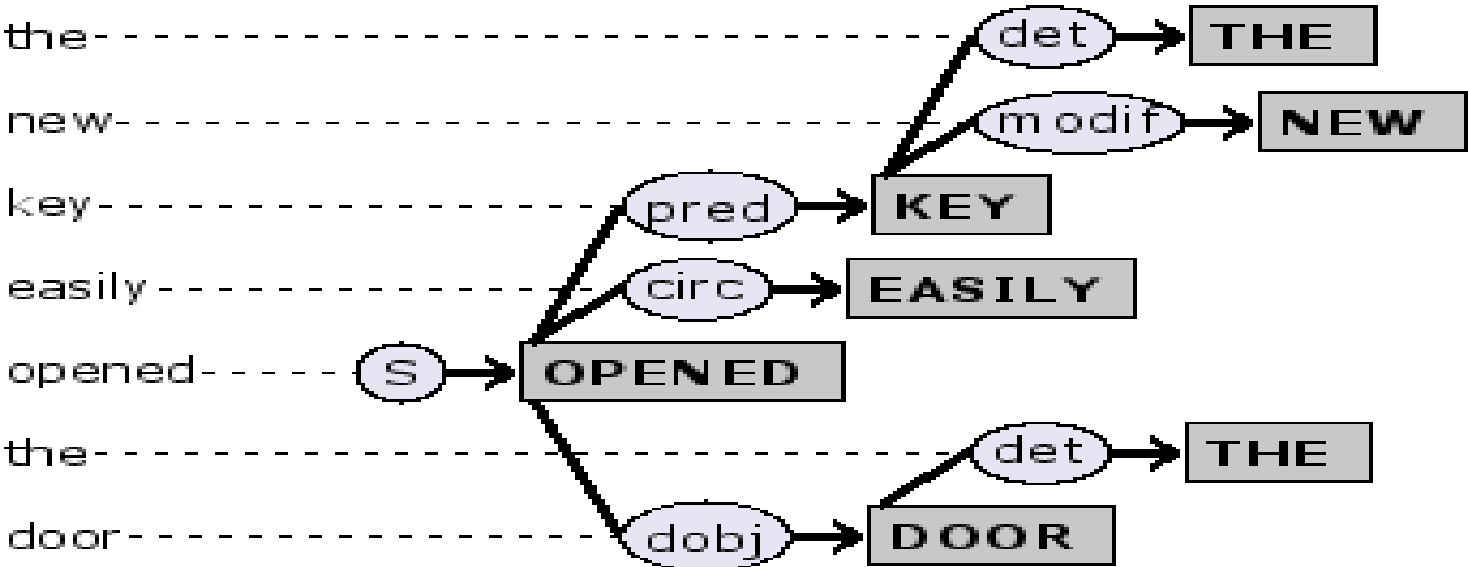 the det THE
new modif NEW
key pred KEY
easily circ EASILY
opened S OPENED
the det THE
door dobj DOOR